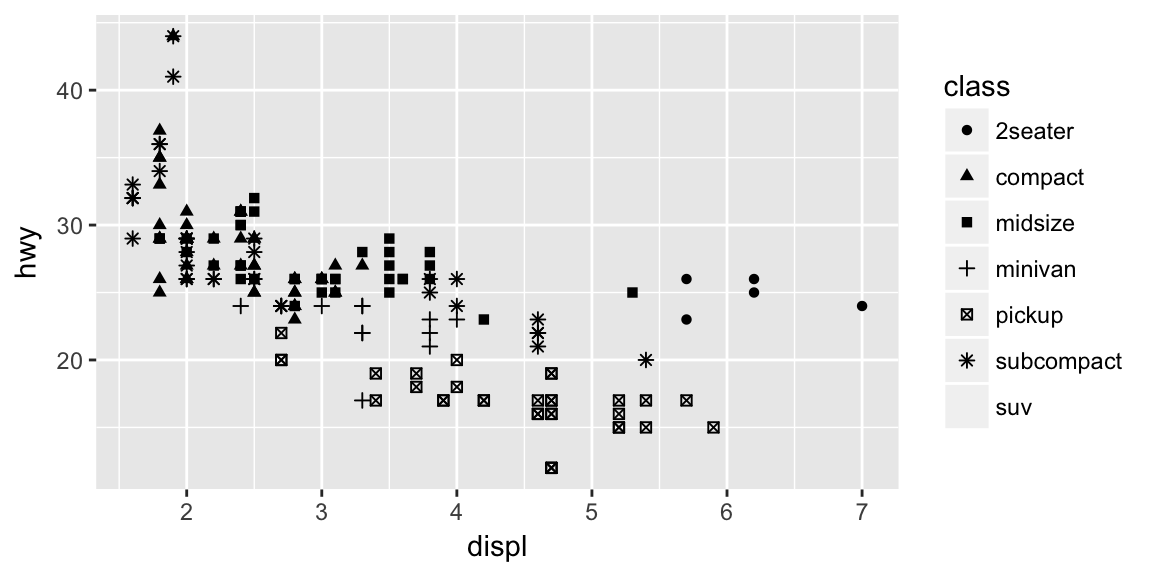 40
30
20
hwy
2 3 4 5 6 7
displ
class
2seater
compact
midsize
minivan
pickup
subcompact
suv